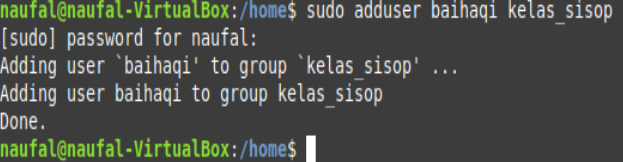 naufal@naufal-VirtualBox:/home$ sudo adduser baihaqi kelas_sisop
[sudo] password for naufal:
Adding user `baihaqi' to group `kelas_sisop' ...
Adding user baihaqi to group kelas_sisop
Done.
naufal@naufal-VirtualBox:/home$